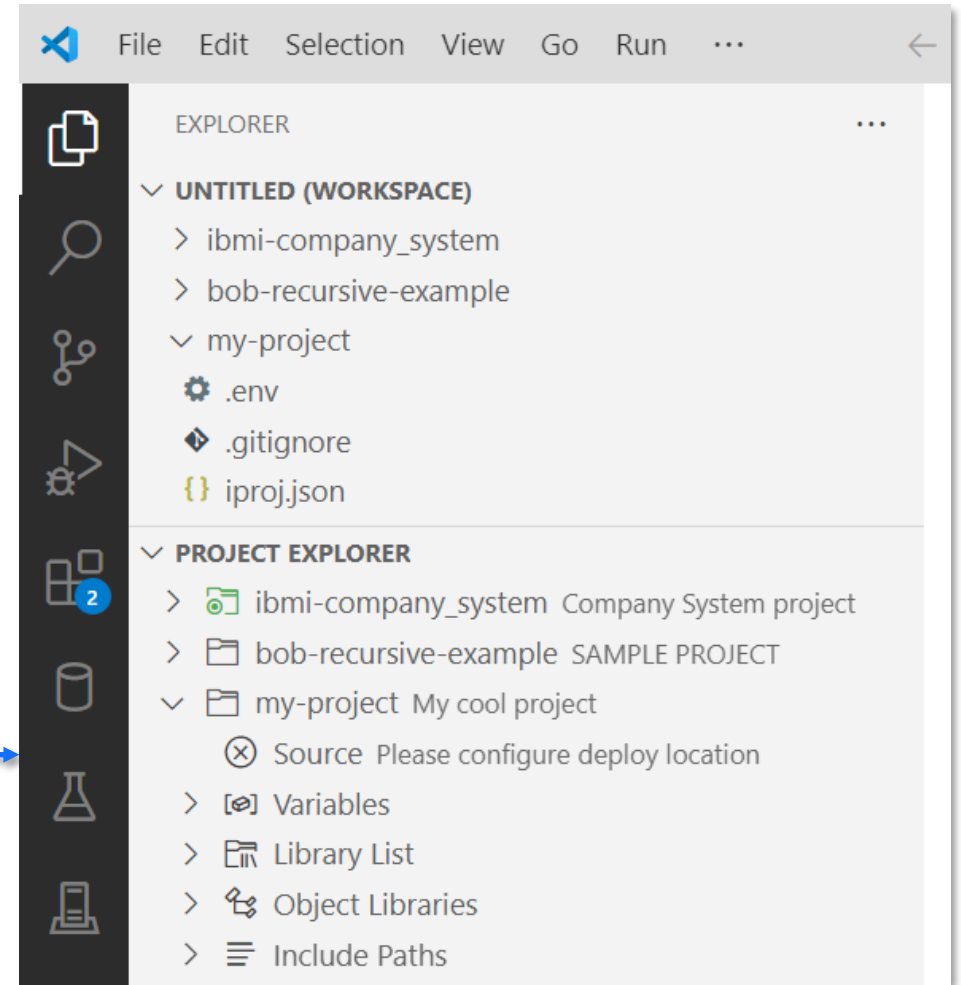 File Edit Selection View Go Run ...
EXPLORER ...
UNTITLED (WORKSPACE)
ibmi-company_system
bob-recursive-example
my-project
.env
.gitignore
{} iproj.json
PROJECT EXPLORER
2
ibmi-company_system Company System project
bob-recursive-example SAMPLE PROJECT
my-project My cool project
Source Please configure deploy location
Variables
Library List
Object Libraries
Include Paths